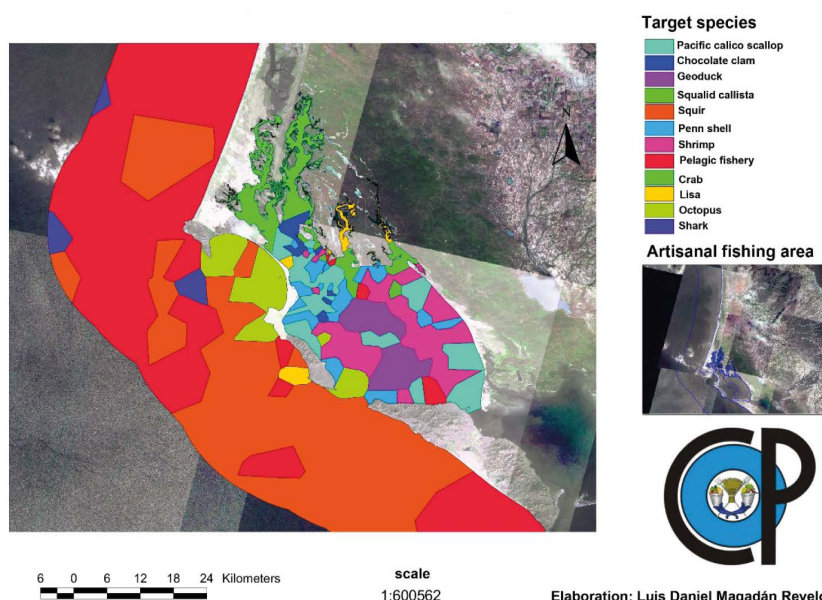 Target species
Pacific calico scallop
Chocolate clam
Geoduck
Squalid callista
Squir
Penn shell
Shrimp
Pelagic fishery
Crab
Lisa
Octopus
Shark
N
Artisanal fishing area
CP
6 0 6 12 18 24 Kilometers
scale
1:600562
Elaboration: Luis Daniel Magadán Revelo